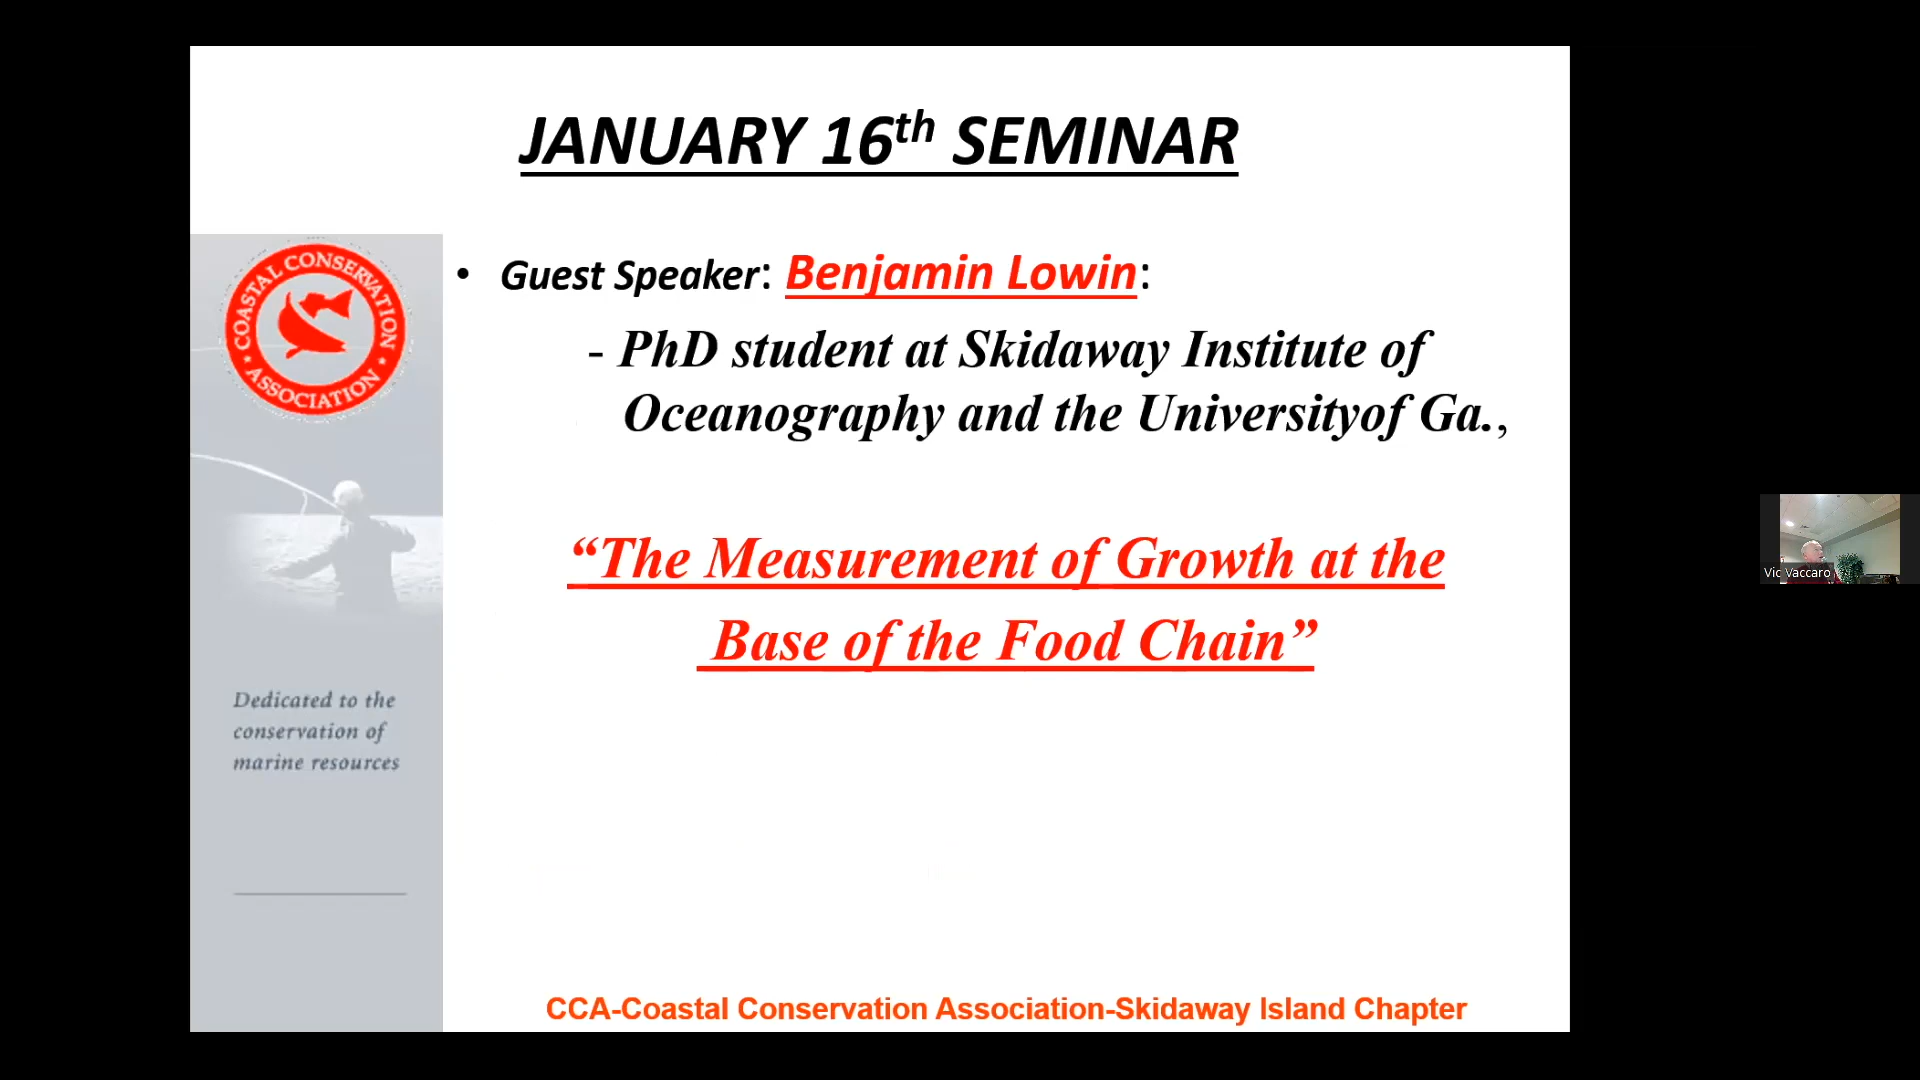 JANUARY 16th SEMINAR
COASTAL CONSERVATION
ASSOCIATION
• Guest Speaker: Benjamin Lowin:
- PhD student at Skidaway Institute of
Oceanography and the Universityof Ga.,
“The Measurement of Growth at the
Base of the Food Chain”
Dedicated to the
conservation of
marine resources
CCA-Coastal Conservation Association-Skidaway Island Chapter
Vic Vaccaro